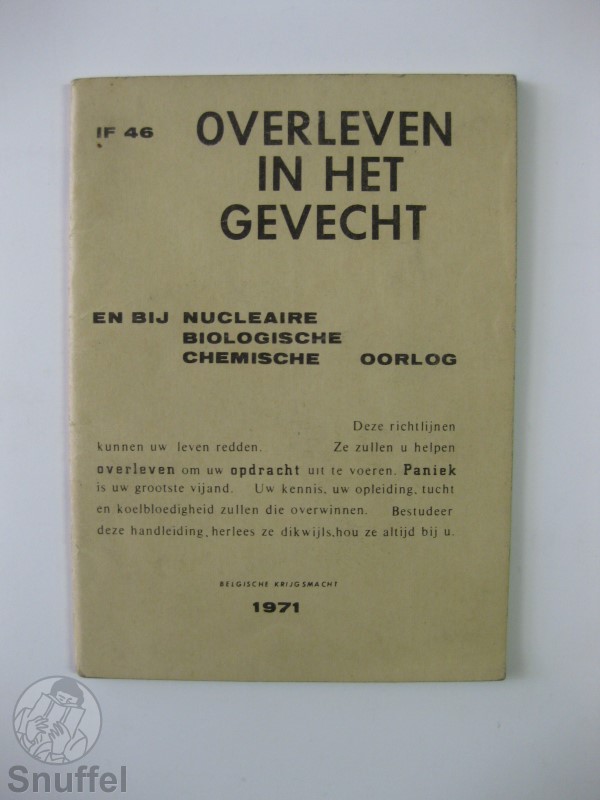 IF 46
OVERLEVEN
IN HET
GEVECHT
EN BIJ NUCLEAIRE
BIOLOGISCHE
CHEMISCHE OORLOG
Deze richtlijnen
kunnen uw leven redden. Ze zullen u helpen
overleven om uw opdracht uit te voeren. Paniek
is uw grootste vijand. Uw kennis, uw opleiding, tucht
en koelbloedigheid zullen die overwinnen. Bestudeer
deze handleiding, herlees ze dikwijls, hou ze altijd bij u.
BELGISCHE KRIJGSMACHT
1971
Snuffel